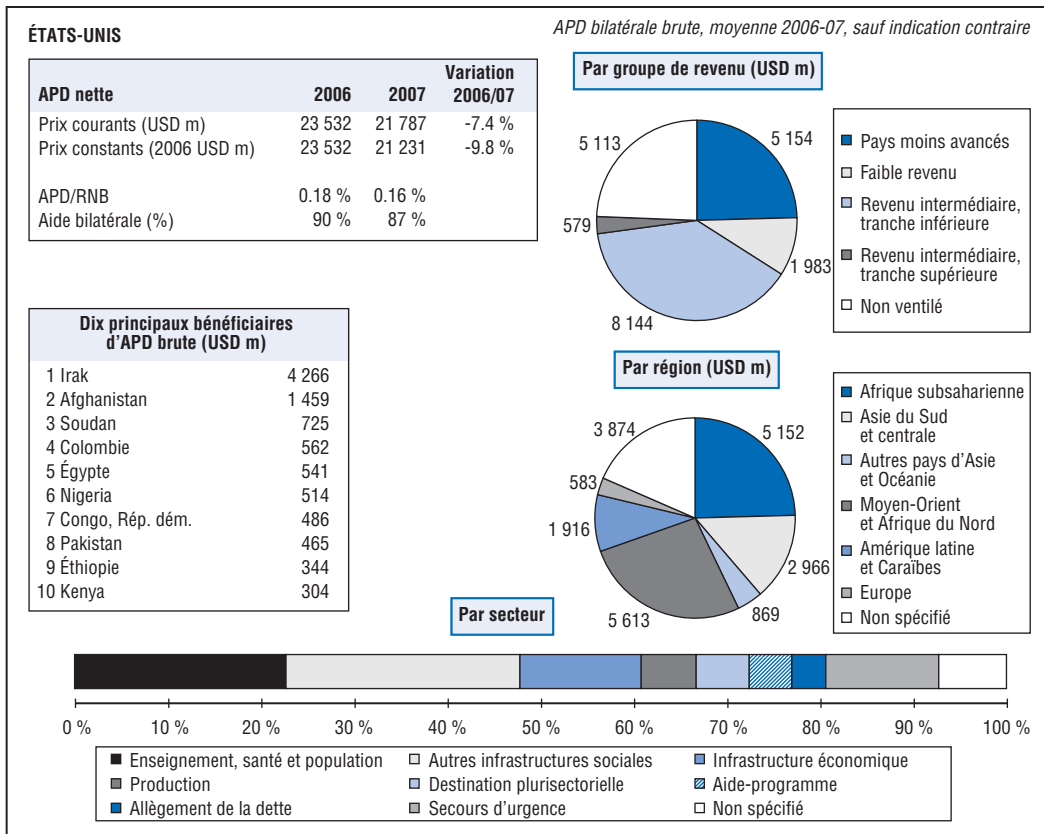 ÉTATS-UNIS
APD bilatérale brute, moyenne 2006-07, sauf indication contraire
APD nette 2006 2007 Variation 2006/07
Prix courants (USD m) 23 532 21 787 -7.4 %
Prix constants (2006 USD m) 23 532 21 231 -9.8 %
APD/RNB 0.18 % 0.16 %
Aide bilatérale (%) 90 % 87 %
Par groupe de revenu (USD m)
5 113
5 154
579
1 983
8 144
Pays moins avancés
Faible revenu
Revenu intermédiaire,
tranche inférieure
Revenu intermédiaire,
tranche supérieure
Non ventilé
Dix principaux bénéficiaires
d'APD brute (USD m)
1 Irak 4 266
2 Afghanistan 1 459
3 Soudan 725
4 Colombie 562
5 Égypte 541
6 Nigeria 514
7 Congo, Rép. dém. 486
8 Pakistan 465
9 Éthiopie 344
10 Kenya 304
Par région (USD m)
3 874
5 152
583
1 916
2 966
5 613
869
Afrique subsaharienne
Asie du Sud
et centrale
Autres pays d'Asie
et Océanie
Moyen-Orient
et Afrique du Nord
Amérique latine
et Caraïbes
Europe
Non spécifié
Par secteur
0 % 10 % 20 % 30 % 40 % 50 % 60 % 70 % 80 % 90 % 100 %
Enseignement, santé et population Autres infrastructures sociales Infrastructure économique
Production Destination plurisectorielle Aide-programme
Allègement de la dette Secours d'urgence Non spécifié